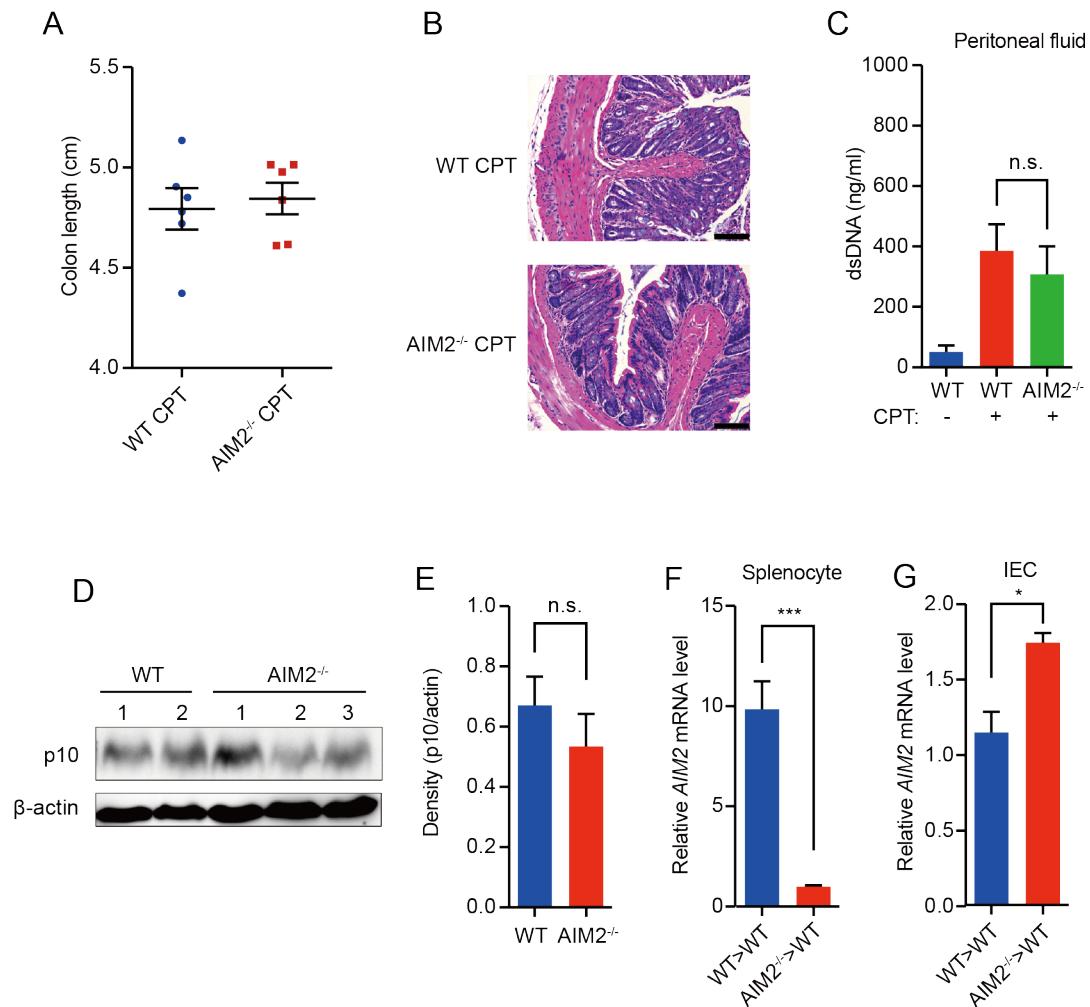 A
Colon length (cm)
5.5
5.0
4.5
4.0
WT CPT
AIM2-/- CPT
B
WT CPT
AIM2-/- CPT
C
Peritoneal fluid
dsDNA (ng/ml)
1000
800
600
400
200
0
n.s.
WT WT AIM2-/-
CPT: - + +
D
WT AIM2-/-
1 2 1 2 3
p10
β-actin
E
Density (p10/actin)
1.0
0.8
0.6
0.4
0.2
0.0
n.s.
WT AIM2-/-
F
Splenocyte
Relative AIM2 mRNA level
15
10
5
0
***
WT>WT
AIM2-/->WT
G
IEC
Relative AIM2 mRNA level
2.0
1.5
1.0
0.5
0.0
*
WT>WT
AIM2-/->WT